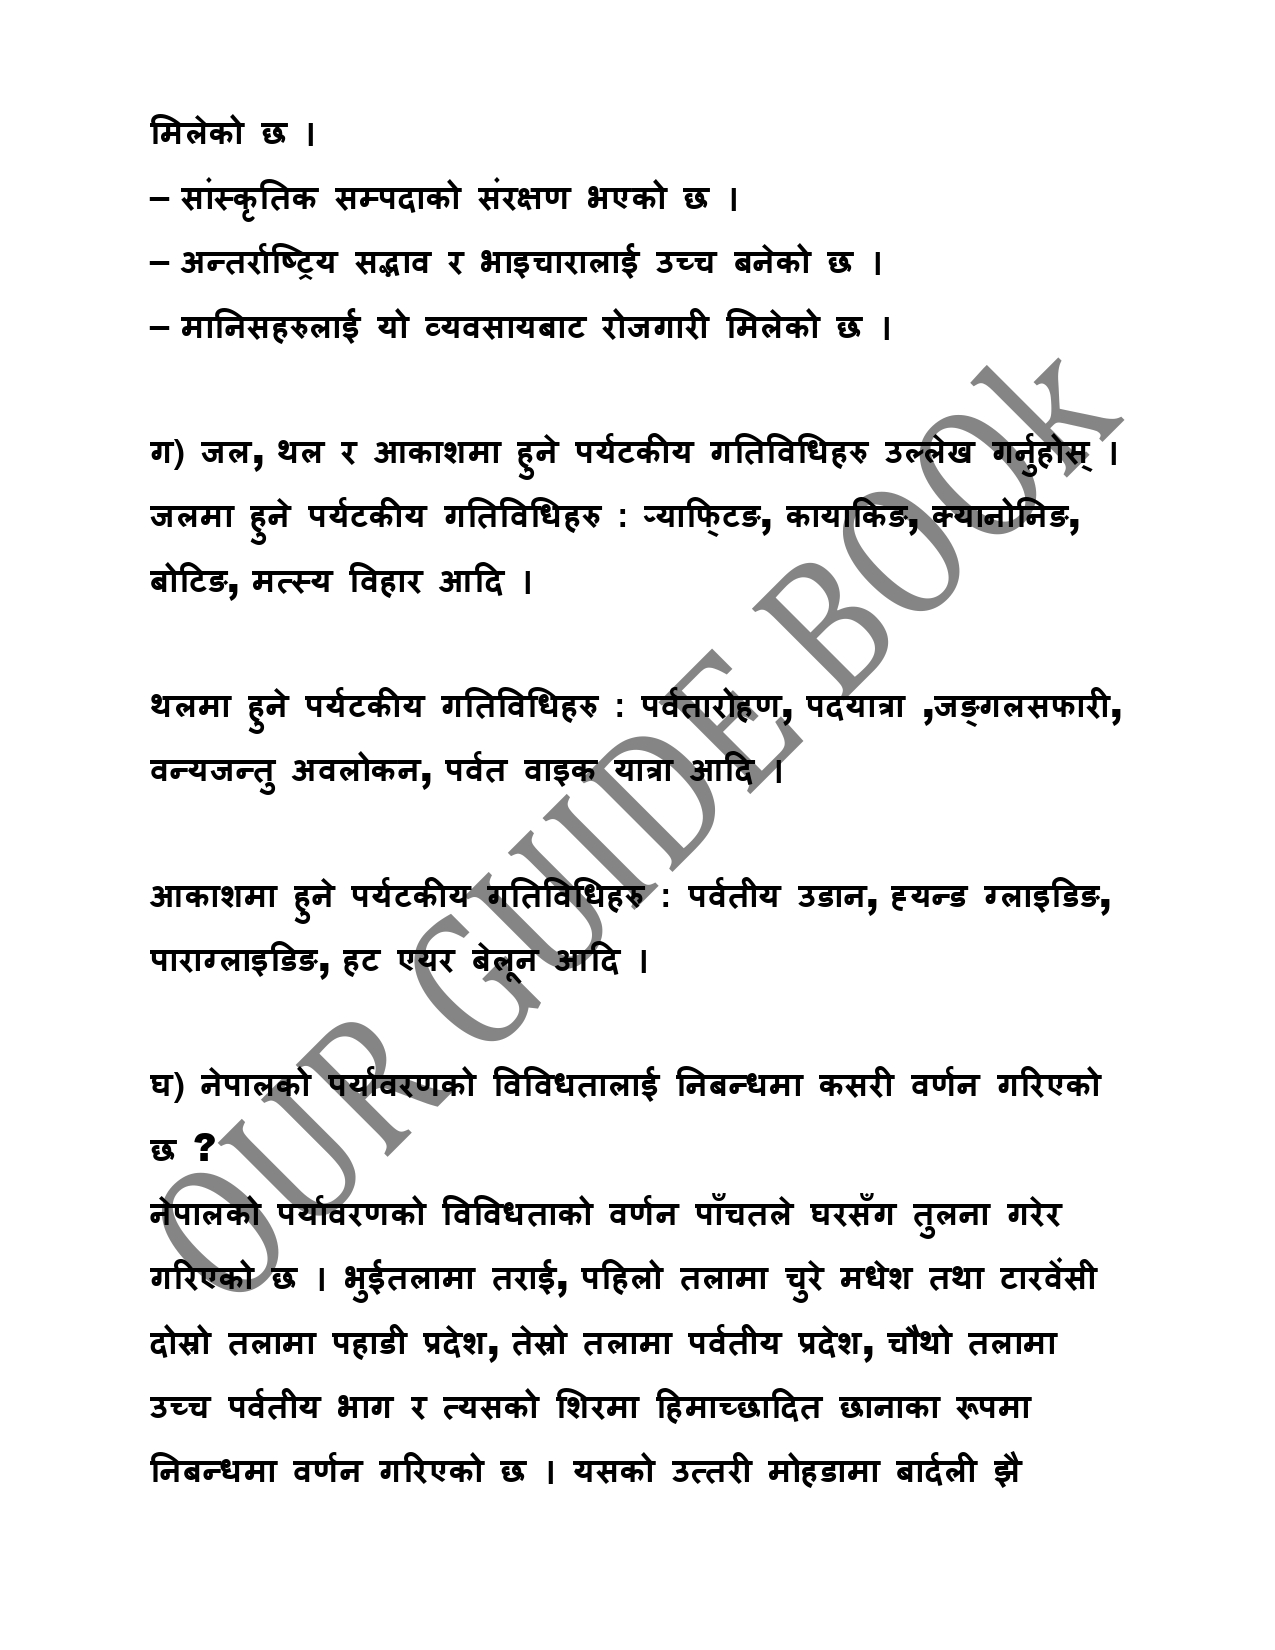 मिलेको छ ।
– सांस्कृतिक सम्पदाको संरक्षण भएको छ ।
– अन्तर्राष्ट्रिय सद्भाव र भाइचारालाई उच्च बनेको छ ।
– मानिसहरुलाई यो व्यवसायबाट रोजगारी मिलेको छ ।
ग) जल, थल र आकाशमा हुने पर्यटकीय गतिविधिहरु उल्लेख गर्नुहोस् ।
जलमा हुने पर्यटकीय गतिविधिहरु : र्‍याफ्टिङ, कायाकिङ, क्यानोनिङ,
बोटिङ, मत्स्य विहार आदि ।
थलमा हुने पर्यटकीय गतिविधिहरु : पर्वतारोहण, पदयात्रा ,जङ्गलसफारी,
वन्यजन्तु अवलोकन, पर्वत वाइक यात्रा आदि ।
आकाशमा हुने पर्यटकीय गतिविधिहरु : पर्वतीय उडान, ह्यन्ड ग्लाइडिङ,
पाराग्लाइडिङ, हट एयर बेलून आदि ।
घ) नेपालको पर्यावरणको विविधतालाई निबन्धमा कसरी वर्णन गरिएको
छ ?
नेपालको पर्यावरणको विविधताको वर्णन पाँचतले घरसँग तुलना गरेर
गरिएको छ । भुईतलामा तराई, पहिलो तलामा चुरे मधेश तथा टारवेंसी
दोस्रो तलामा पहाडी प्रदेश, तेस्रो तलामा पर्वतीय प्रदेश, चौथो तलामा
उच्च पर्वतीय भाग र त्यसको शिरमा हिमाच्छादित छानाका रूपमा
निबन्धमा वर्णन गरिएको छ । यसको उत्तरी मोहडामा बार्दली झै
OUR GUIDE BOOk